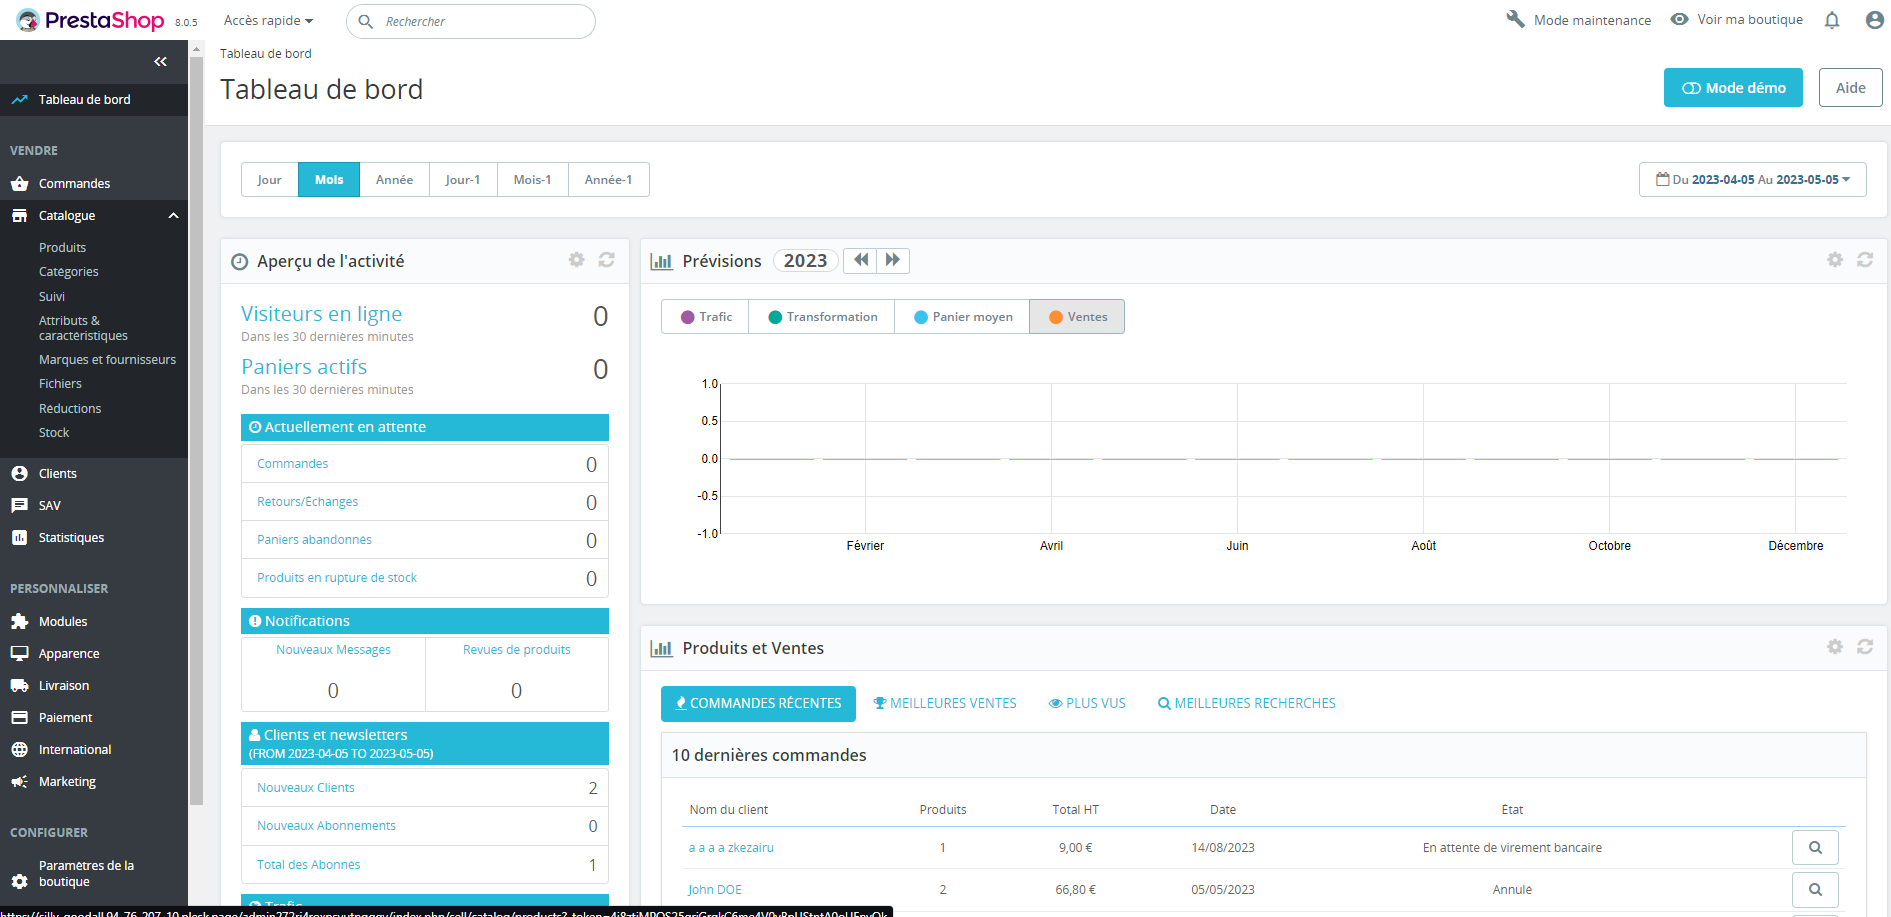 PrestaShop 8.0.5
Accès rapide
Rechercher
Mode maintenance
Voir ma boutique
Tableau de bord
Tableau de bord
Mode démo
Aide
Tableau de bord
VENDRE
Commandes
Catalogue
Produits
Catégories
Suivi
Attributs &
caractéristiques
Marques et fournisseurs
Fichiers
Réductions
Stock
Clients
SAV
Statistiques
PERSONNALISER
Modules
Apparence
Livraison
Paiement
International
Marketing
CONFIGURER
Paramètres de la
boutique
Jour
Mois
Année
Jour-1
Mois-1
Année-1
Du 2023-04-05 Au 2023-05-05
Aperçu de l'activité
Visiteurs en ligne 0
Dans les 30 dernières minutes
Paniers actifs 0
Dans les 30 dernières minutes
Actuellement en attente
Commandes 0
Retours/Échanges 0
Paniers abandonnés 0
Produits en rupture de stock 0
Notifications
Nouveaux Messages Revues de produits
0 0
Clients et newsletters
(FROM 2023-04-05 TO 2023-05-05)
Nouveaux Clients 2
Nouveaux Abonnements 0
Total des Abonnés 1
Trafic
Prévisions 2023
Trafic
Transformation
Panier moyen
Ventes
1.0
0.5
0.0
-0.5
-1.0
Février Avril Juin Août Octobre Décembre
Produits et Ventes
COMMANDES RÉCENTES
MEILLEURES VENTES
PLUS VUS
MEILLEURES RECHERCHES
10 dernières commandes
Nom du client Produits Total HT Date État
a a a a zkezairu 1 9,00 € 14/08/2023 En attente de virement bancaire
John DOE 2 66,80 € 05/05/2023 Annulé